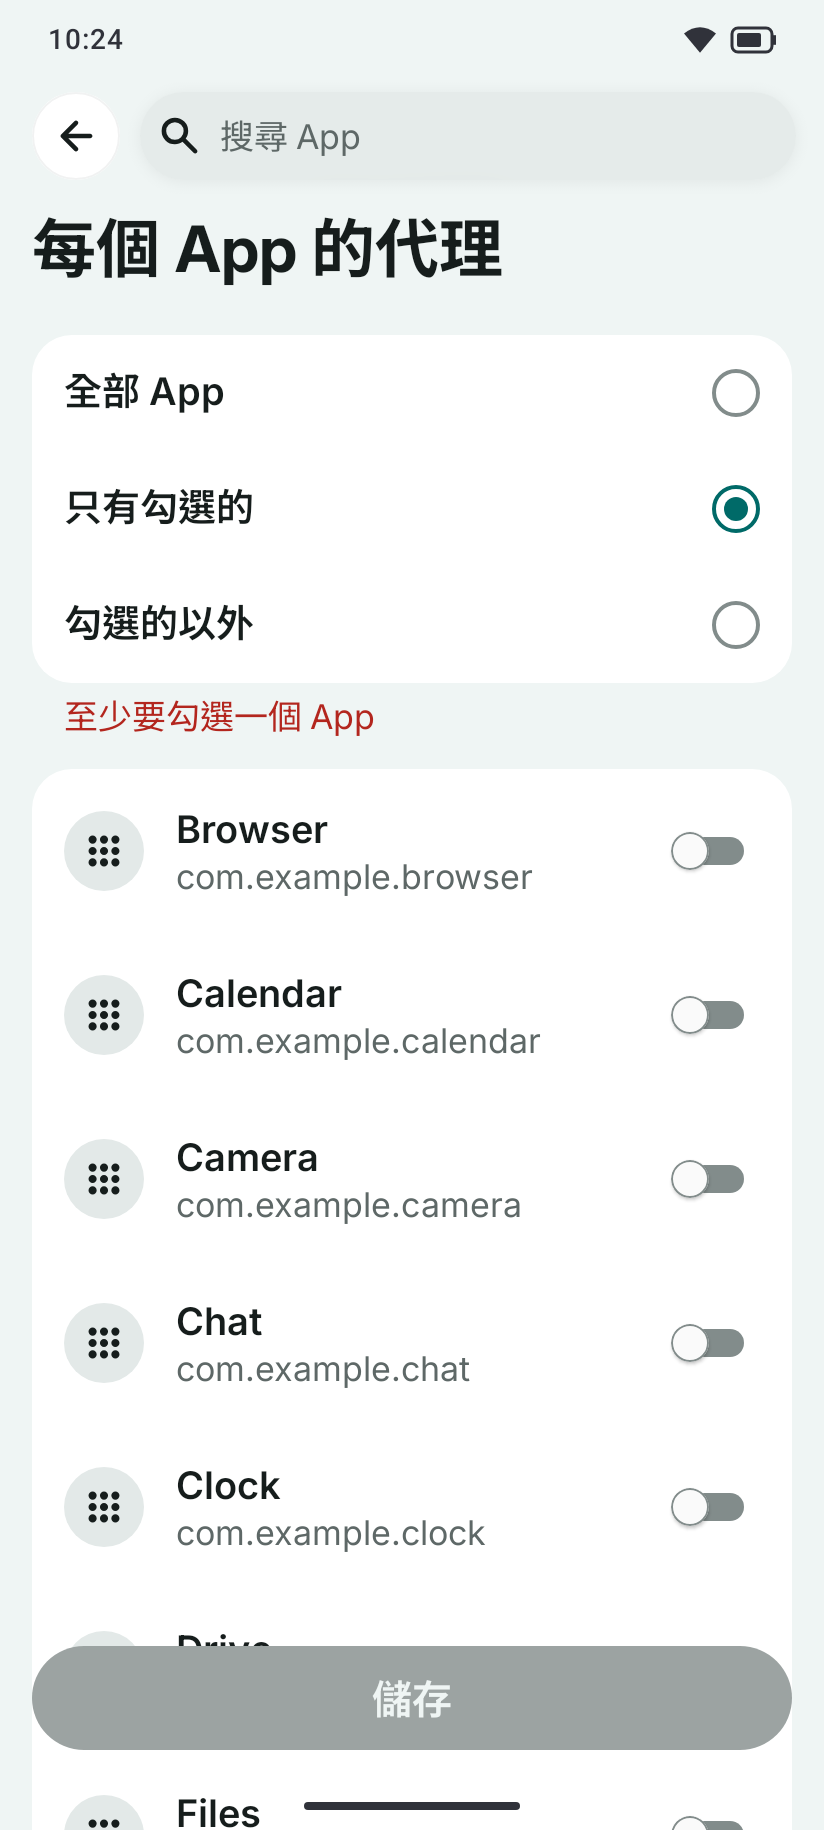 10:24
搜尋 App
每個 App 的代理
全部 App
只有勾選的
勾選的以外
至少要勾選一個 App
Browser
com.example.browser
Calendar
com.example.calendar
Camera
com.example.camera
Chat
com.example.chat
Clock
com.example.clock
Drive
儲存
Files